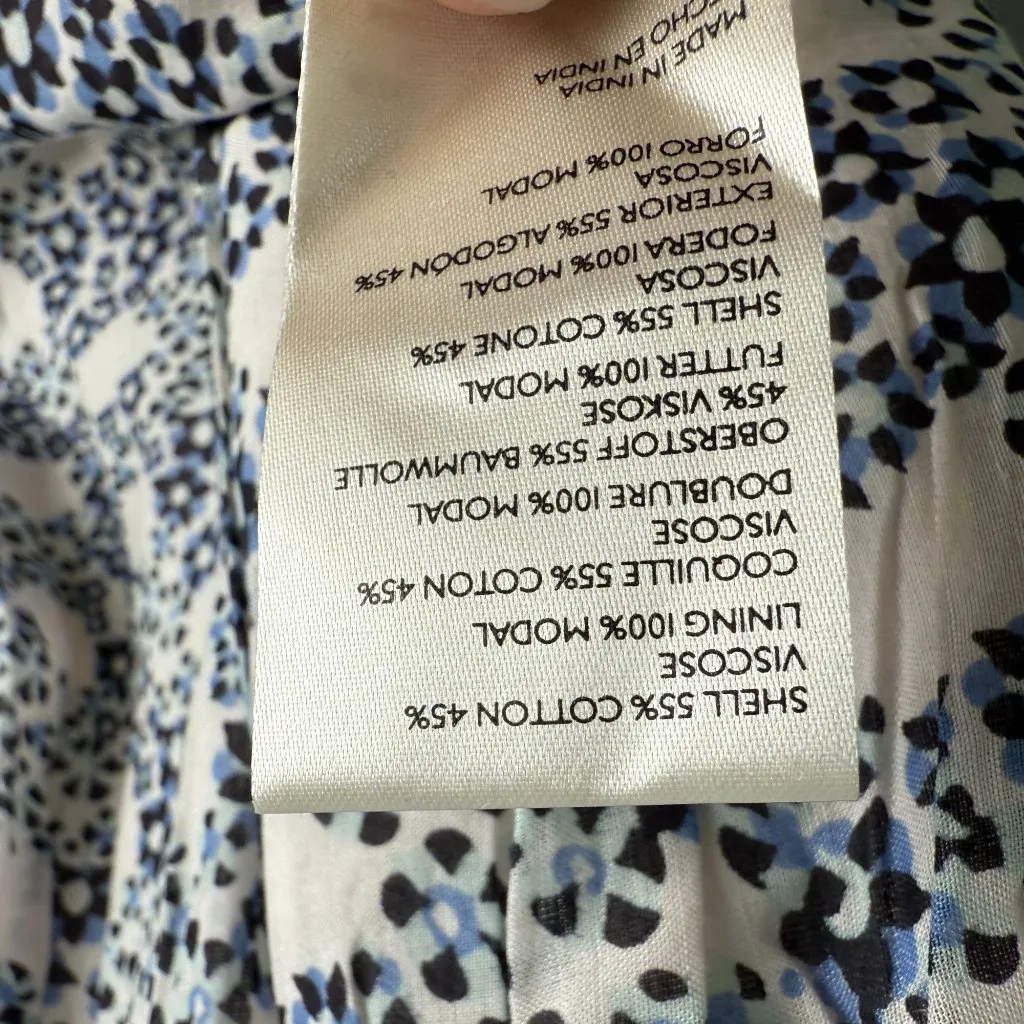 SHELL 55% COTTON 45%
VISCOSE
LINING 100% MODAL
COQUILLE 55% COTON 45%
VISCOSE
DOUBLURE 100% MODAL
OBERSTOFF 55% BAUMWOLLE
45% VISKOSE
FUTTER 100% MODAL
SHELL 55% COTONE 45%
VISCOSA
FODERA 100% MODAL
EXTERIOR 55% ALGODÓN 45%
VISCOSA
FORRO 100% MODAL
MADE IN INDIA
CHO EN INDIA